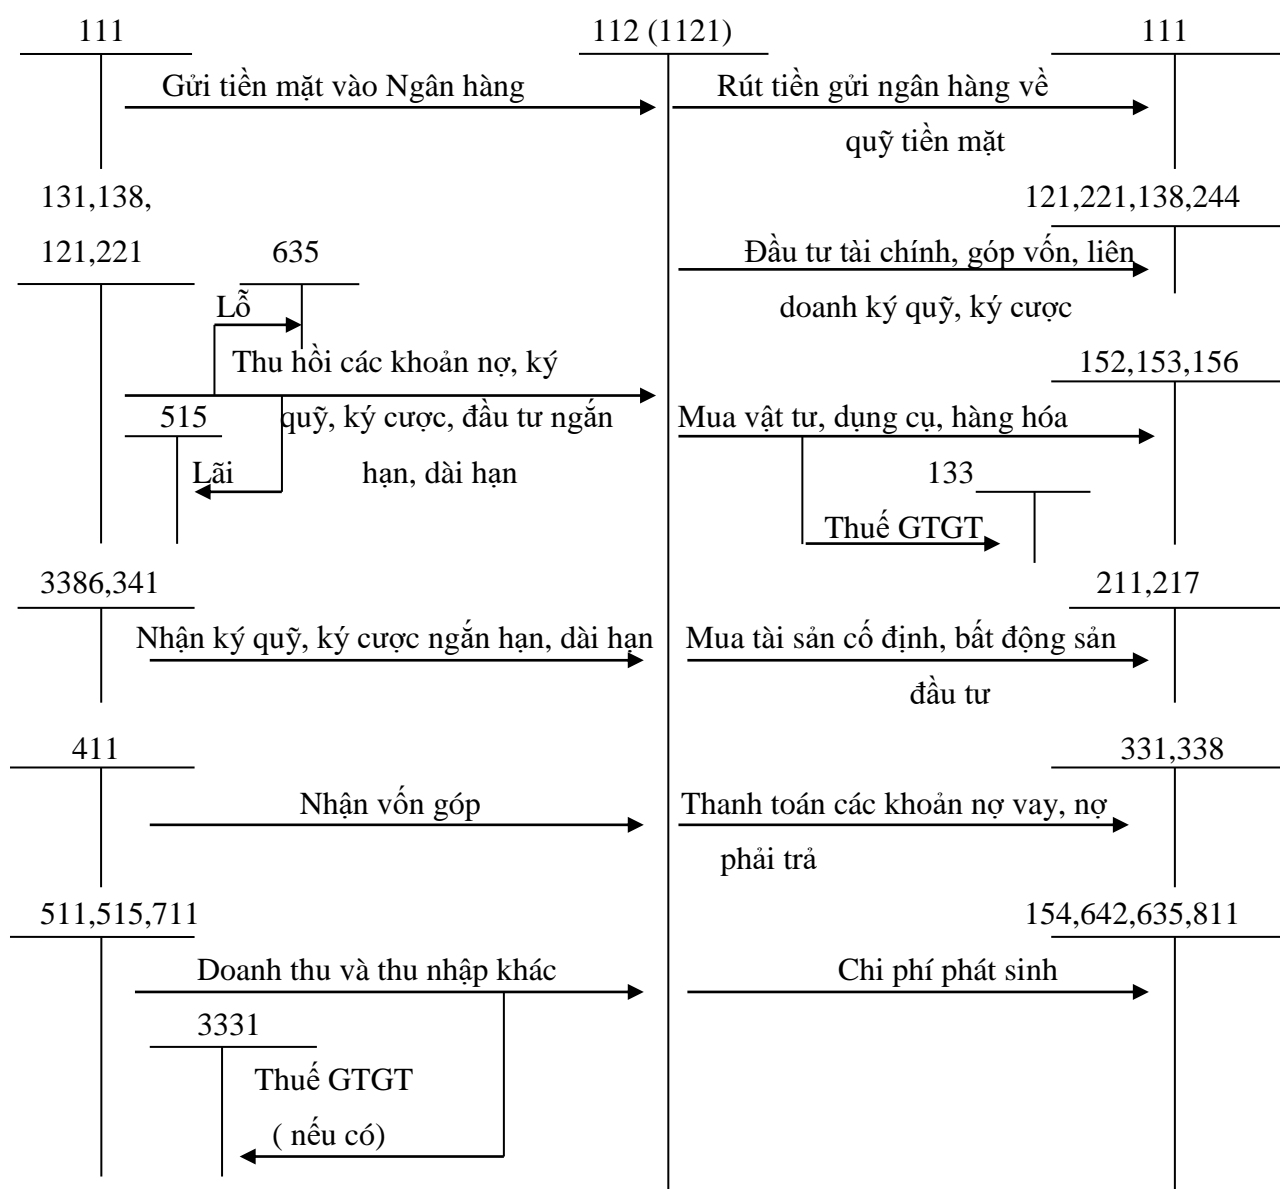 111
112 (1121)
111
Gửi tiền mặt vào Ngân hàng
Rút tiền gửi ngân hàng về
quỹ tiền mặt
131,138,
121,221,138,244
121,221
635
Đầu tư tài chính, góp vốn, liên
Lỗ
doanh ký quỹ, ký cược
Thu hồi các khoản nợ, ký
152,153,156
515
quỹ, ký cược, đầu tư ngắn
Mua vật tư, dụng cụ, hàng hóa
Lãi
hạn, dài hạn
133
Thuế GTGT
3386,341
211,217
Nhận ký quỹ, ký cược ngắn hạn, dài hạn
Mua tài sản cố định, bất động sản
đầu tư
411
331,338
Nhận vốn góp
Thanh toán các khoản nợ vay, nợ
phải trả
511,515,711
154,642,635,811
Doanh thu và thu nhập khác
Chi phí phát sinh
3331
Thuế GTGT
( nếu có)